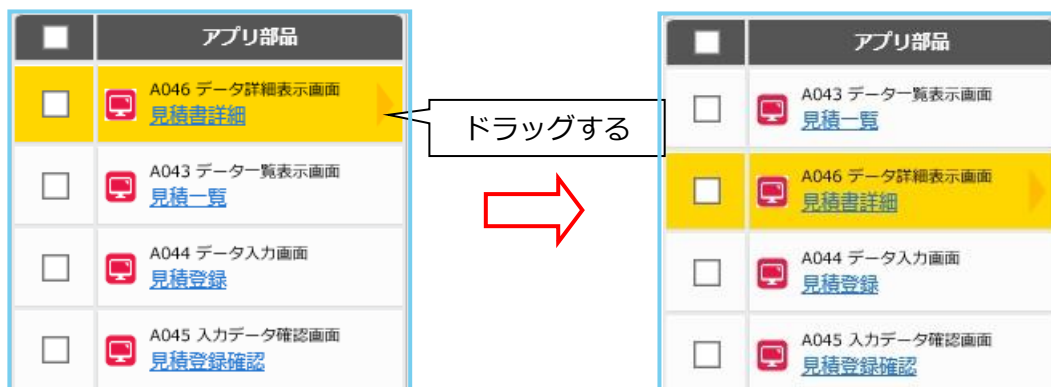 アプリ部品
A046 データ詳細表示画面
見積書詳細
A043 データ一覧表示画面
見積一覧
A044 データ入力画面
見積登録
A045 入力データ確認画面
見積登録確認
ドラッグする
アプリ部品
A043 データ一覧表示画面
見積一覧
A046 データ詳細表示画面
見積書詳細
A044 データ入力画面
見積登録
A045 入力データ確認画面
見積登録確認